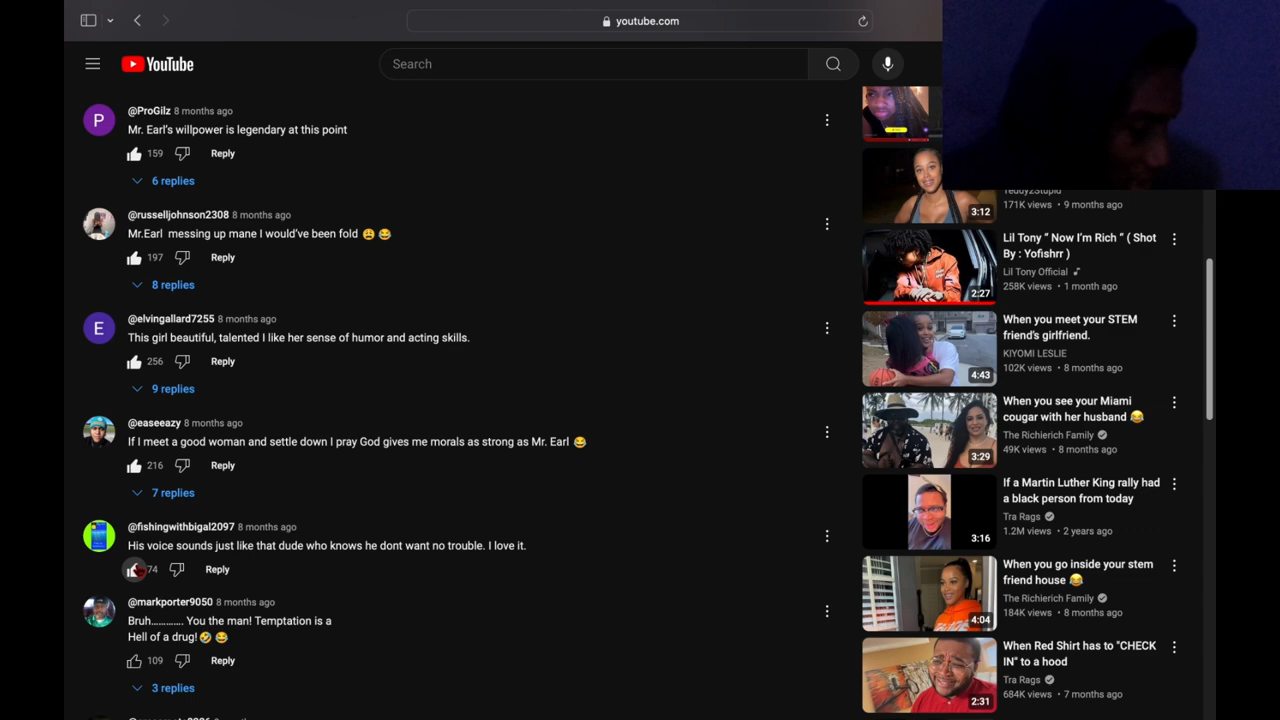 youtube.com
YouTube
Search
@ProGilz 8 months ago
Mr. Earl's willpower is legendary at this point
159 Reply
6 replies
@russelljohnson2308 8 months ago
Mr.Earl messing up mane I would've been fold 😩😂
197 Reply
8 replies
@elvingallard7255 8 months ago
This girl beautiful, talented I like her sense of humor and acting skills.
256 Reply
9 replies
@easeeazy 8 months ago
If I meet a good woman and settle down I pray God gives me morals as strong as Mr. Earl 😂
216 Reply
7 replies
@fishingwithbigal2097 8 months ago
His voice sounds just like that dude who knows he dont want no trouble. I love it.
74 Reply
@markporter9050 8 months ago
Bruh............. You the man! Temptation is a
Hell of a drug!🤣😂
109 Reply
3 replies
P
E
Teddy2Stupid
171K views • 9 months ago
3:12
Lil Tony " Now I'm Rich " ( Shot
By : Yofishrr )
Lil Tony Official
258K views • 1 month ago
2:27
When you meet your STEM
friend's girlfriend.
KIYOMI LESLIE
102K views • 8 months ago
4:43
When you see your Miami
cougar with her husband 😂
The Richierich Family
49K views • 8 months ago
3:29
If a Martin Luther King rally had
a black person from today
Tra Rags
1.2M views • 2 years ago
3:16
When you go inside your stem
friend house 😂
The Richierich Family
184K views • 8 months ago
4:04
When Red Shirt has to "CHECK
IN" to a hood
Tra Rags
684K views • 7 months ago
2:31